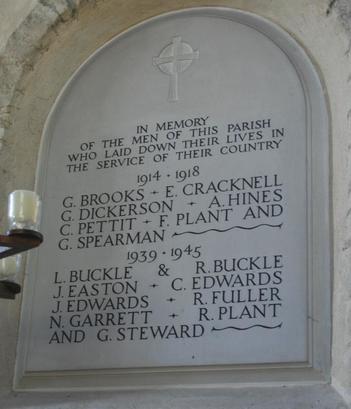 IN MEMORY
OF THE MEN OF THIS PARISH
WHO LAID DOWN THEIR LIVES IN
THE SERVICE OF THEIR COUNTRY
1914 · 1918
G. BROOKS + E. CRACKNELL
G. DICKERSON + A. HINES
C. PETTIT + F. PLANT AND
G. SPEARMAN
1939 · 1945
L. BUCKLE & R. BUCKLE
J. EASTON + C. EDWARDS
J. EDWARDS + R. FULLER
N. GARRETT + R. PLANT
AND G. STEWARD